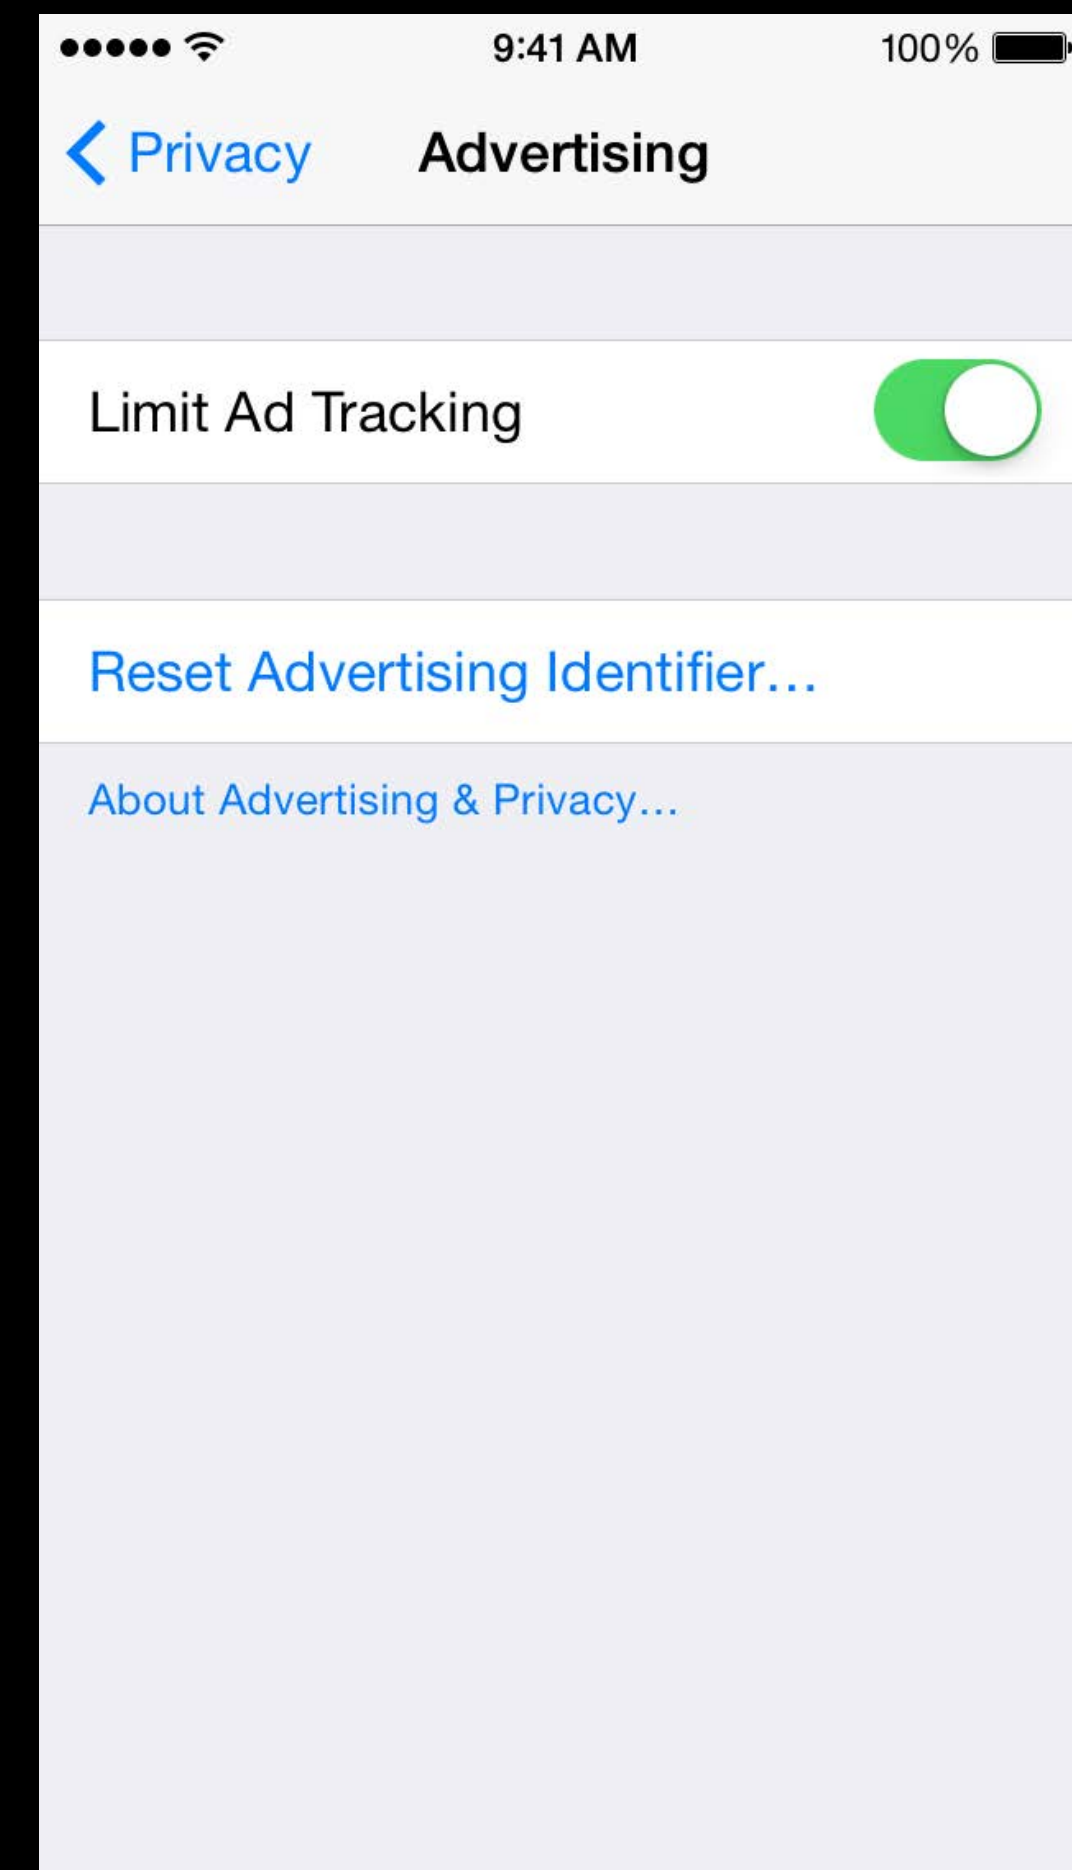 9:41 AM 100%
Privacy Advertising
Limit Ad Tracking
Reset Advertising Identifier...
About Advertising & Privacy...